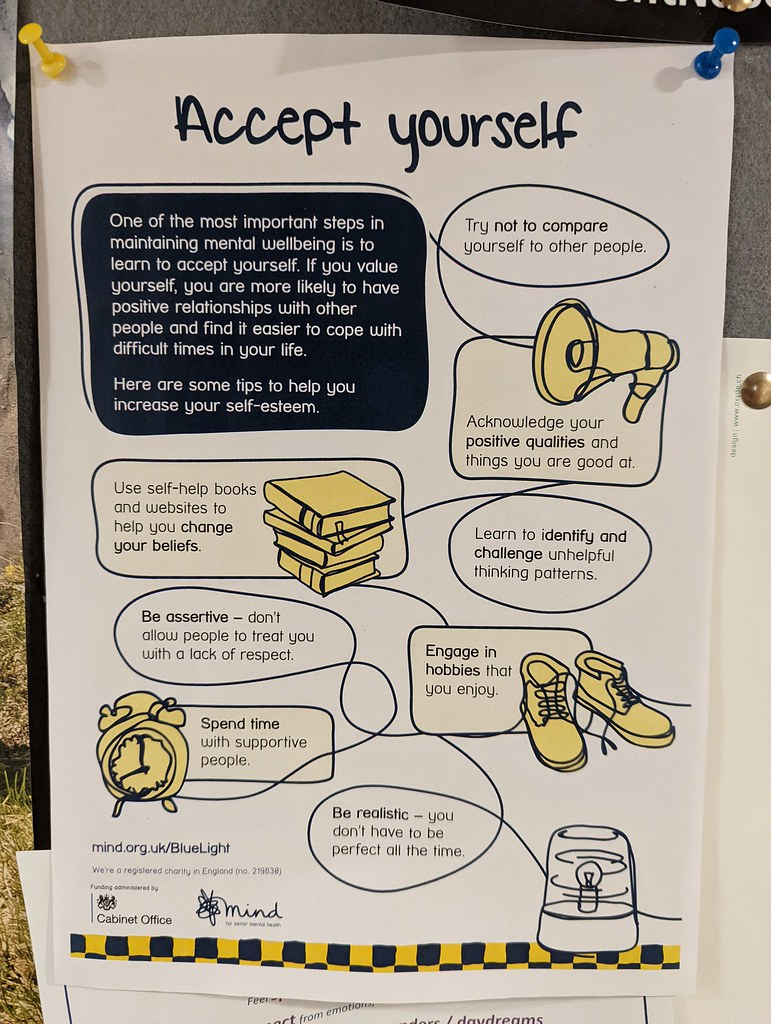 Accept yourself
One of the most important steps in
maintaining mental wellbeing is to
learn to accept yourself. If you value
yourself, you are more likely to have
positive relationships with other
people and find it easier to cope with
difficult times in your life.
Here are some tips to help you
increase your self-esteem.
Try not to compare
yourself to other people.
Acknowledge your
positive qualities and
things you are good at.
Use self-help books
and websites to
help you change
your beliefs.
Learn to identify and
challenge unhelpful
thinking patterns.
Be assertive – don't
allow people to treat you
with a lack of respect.
Engage in
hobbies that
you enjoy.
Spend time
with supportive
people.
Be realistic – you
don't have to be
perfect all the time.
mind.org.uk/BlueLight
We're a registered charity in England (no. 219830)
Funding administered by
Cabinet Office
mind
for better mental health
design: www.oxyde.ch
from emotions,
/ daydreams